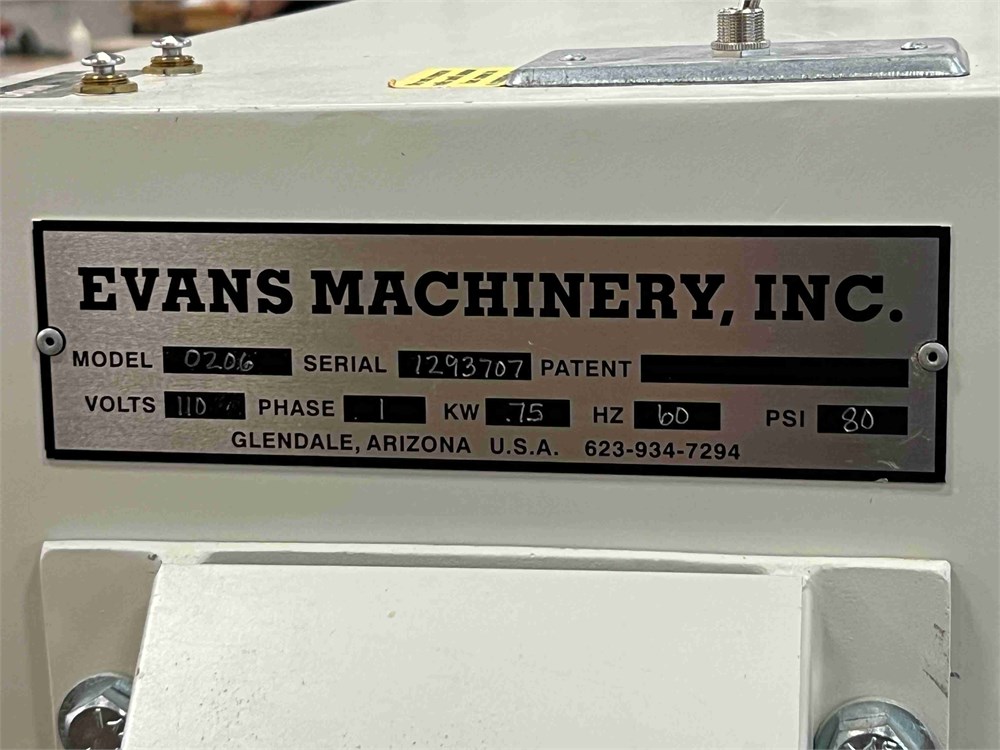 EVANS MACHINERY, INC.
MODEL 0206 SERIAL 1293707 PATENT
VOLTS 110 PHASE 1 KW .75 HZ 60 PSI 80
GLENDALE, ARIZONA U.S.A. 623-934-7294